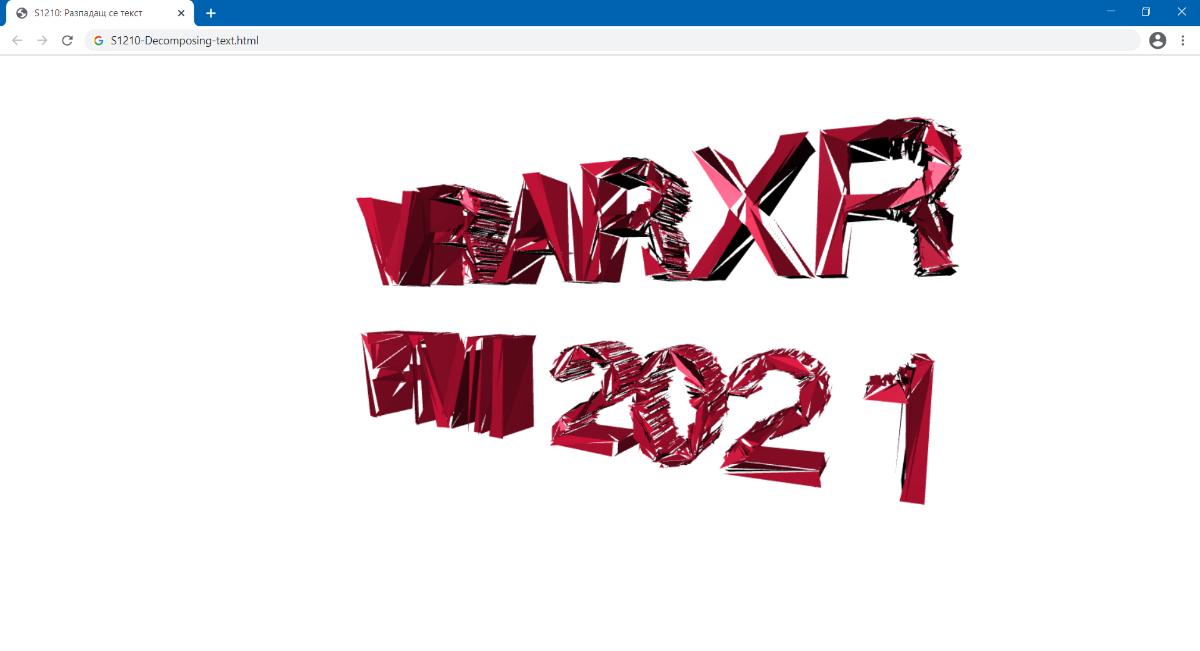 S1210: Разпадащ се текст
S1210-Decomposing-text.html
VRARXR
FMI 2021